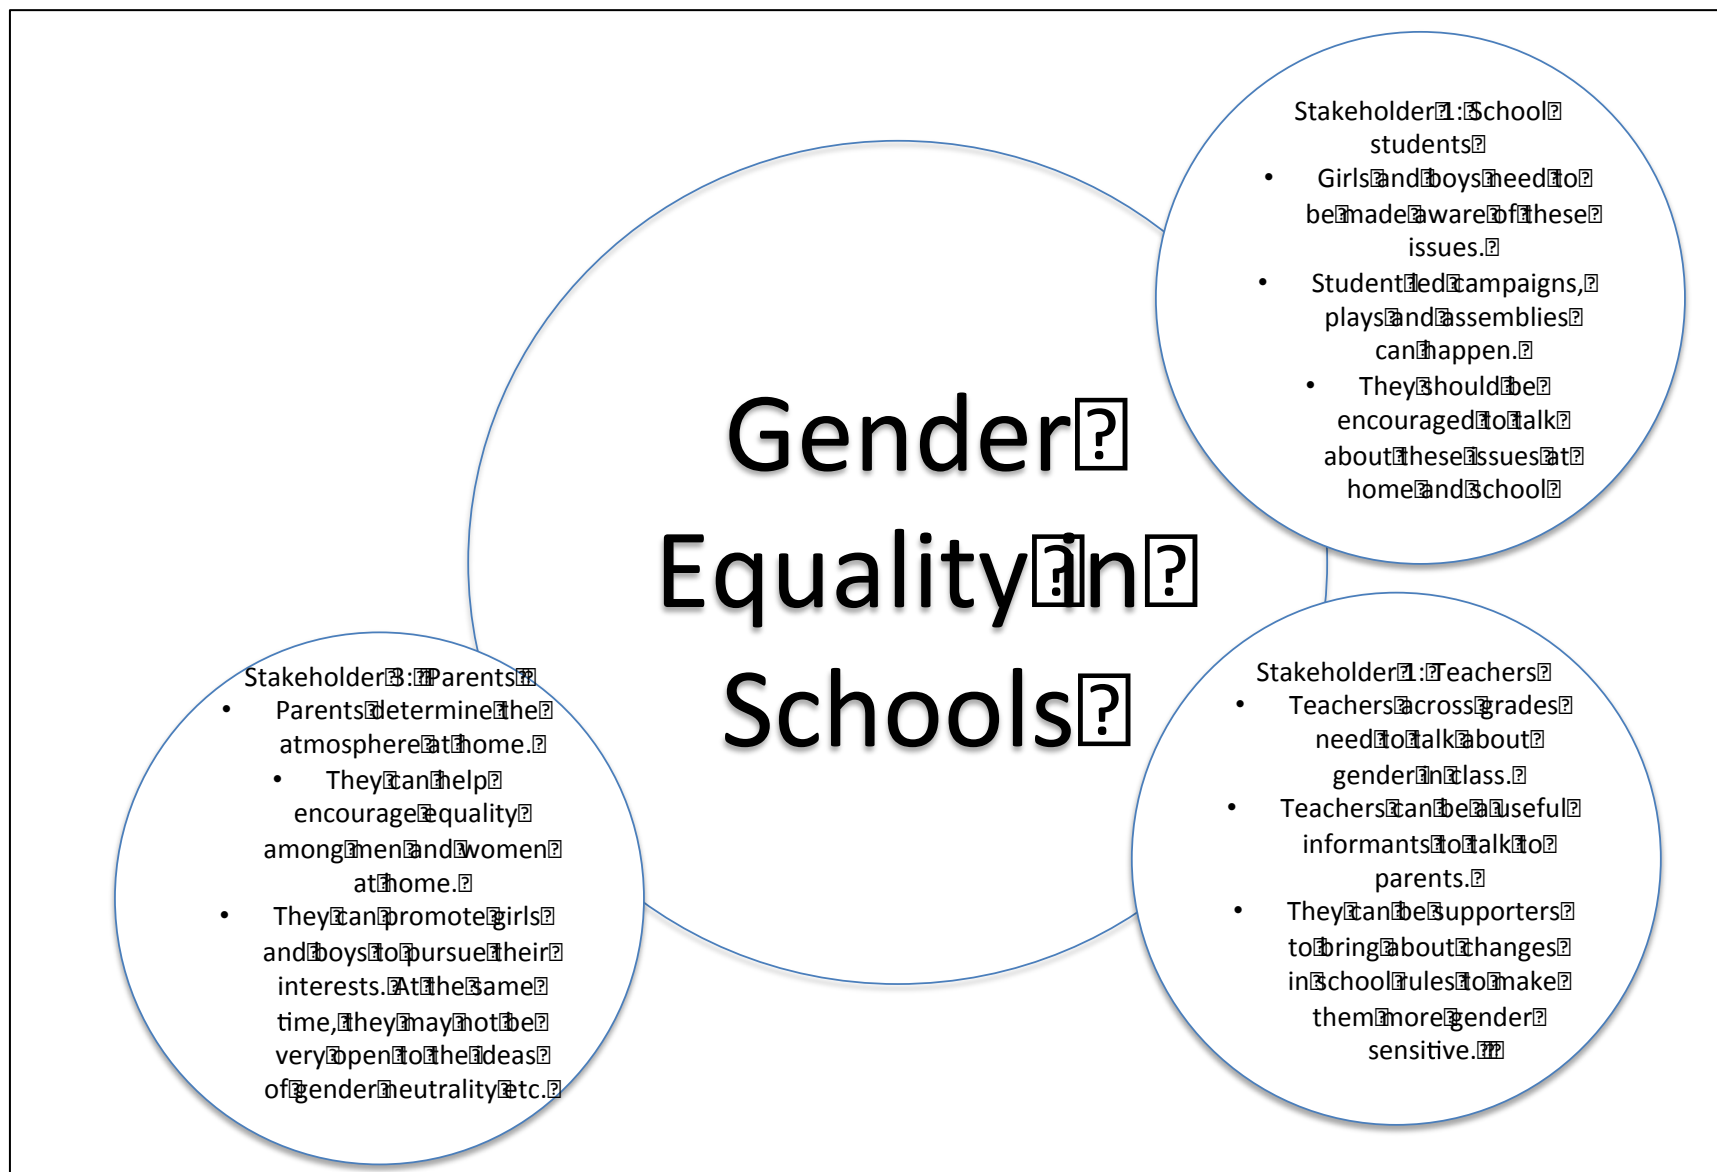 Gender
Equality in
Schools
Stakeholder 1: School
students
• Girls and boys need to
be made aware of these
issues.
• Student led campaigns,
plays and assemblies
can happen.
• They should be
encouraged to talk
about these issues at
home and school
Stakeholder 1: Teachers
• Teachers across grades
need to talk about
gender in class.
• Teachers can be a useful
informants to talk to
parents.
• They can be supporters
to bring about changes
in school rules to make
them more gender
sensitive.
Stakeholder 3: Parents
• Parents determine the
atmosphere at home.
• They can help
encourage equality
among men and women
at home.
• They can promote girls
and boys to pursue their
interests. At the same
time, they may not be
very open to the ideas
of gender neutrality etc.